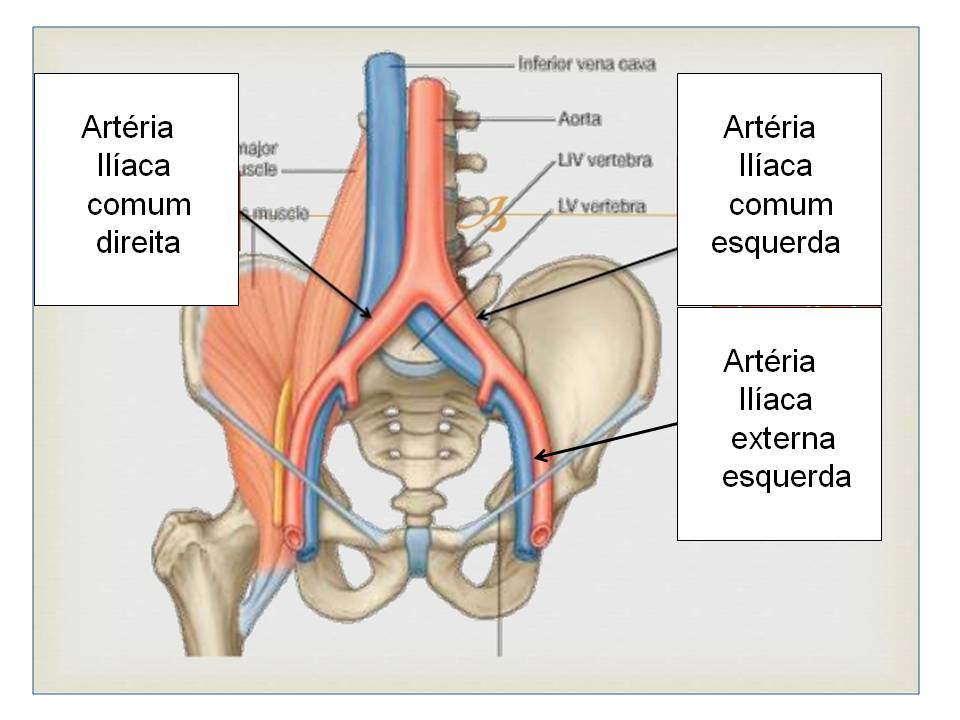 Artéria
Ilíaca
comum
direita
major
muscle
muscle
Inferior vena cava
Aorta
LIV vertebra
LV vertebra
Artéria
Ilíaca
comum
esquerda
Artéria
Ilíaca
externa
esquerda